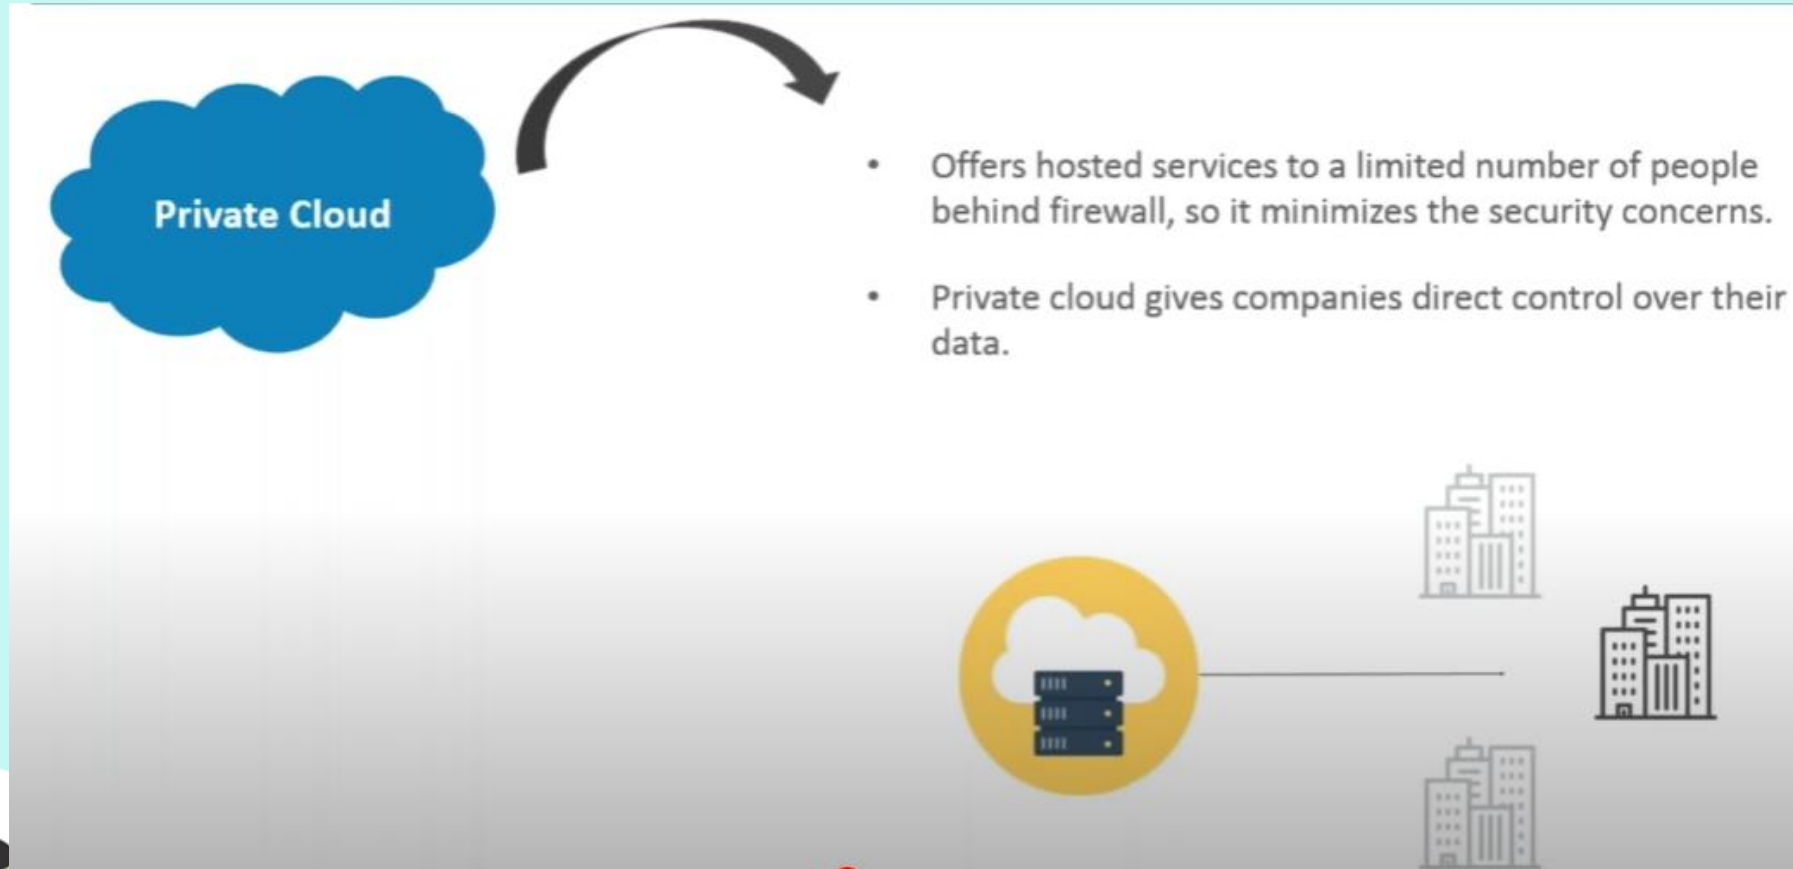 Private Cloud
• Offers hosted services to a limited number of people
behind firewall, so it minimizes the security concerns.
• Private cloud gives companies direct control over their
data.